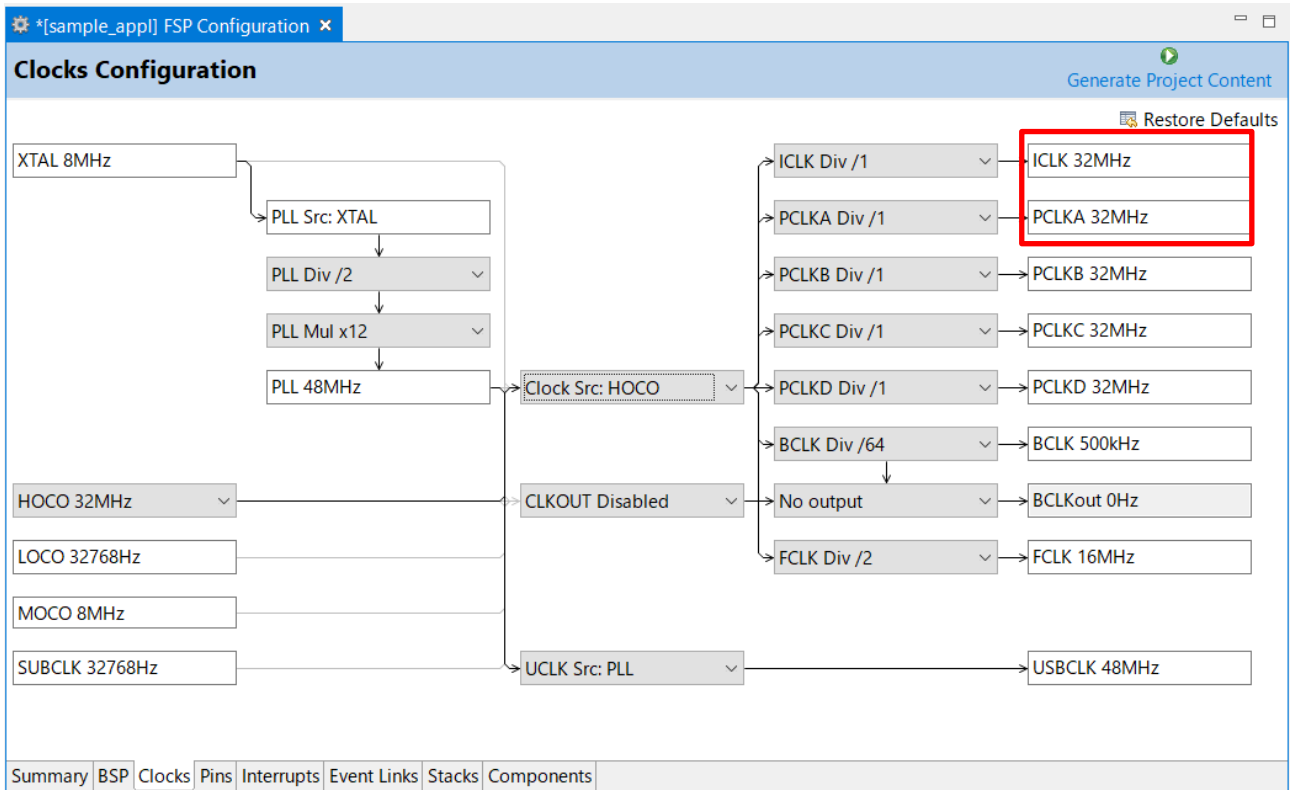 *[sample_appl] FSP Configuration
Clocks Configuration
Generate Project Content
Restore Defaults
XTAL 8MHz
ICLK Div /1
ICLK 32MHz
PLL Src: XTAL
PCLKA Div /1
PCLKA 32MHz
PLL Div /2
PCLKB Div /1
PCLKB 32MHz
PLL Mul x12
PCLKC Div /1
PCLKC 32MHz
PLL 48MHz
Clock Src: HOCO
PCLKD Div /1
PCLKD 32MHz
BCLK Div /64
BCLK 500kHz
HOCO 32MHz
CLKOUT Disabled
No output
BCLKout 0Hz
LOCO 32768Hz
FCLK Div /2
FCLK 16MHz
MOCO 8MHz
SUBCLK 32768Hz
UCLK Src: PLL
USBCLK 48MHz
Summary BSP Clocks Pins Interrupts Event Links Stacks Components